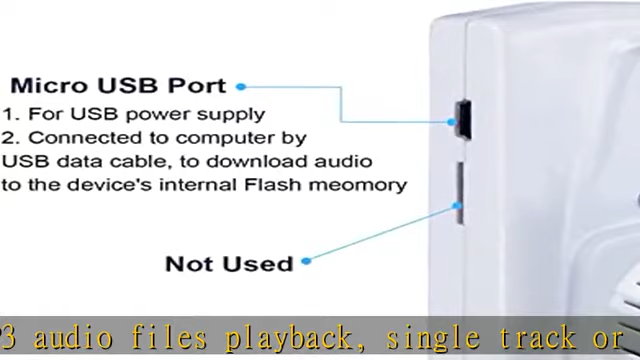 Micro USB Port
1. For USB power supply
2. Connected to computer by
USB data cable, to download audio
to the device's internal Flash meomory
Not Used
3 audio files playback, single track or